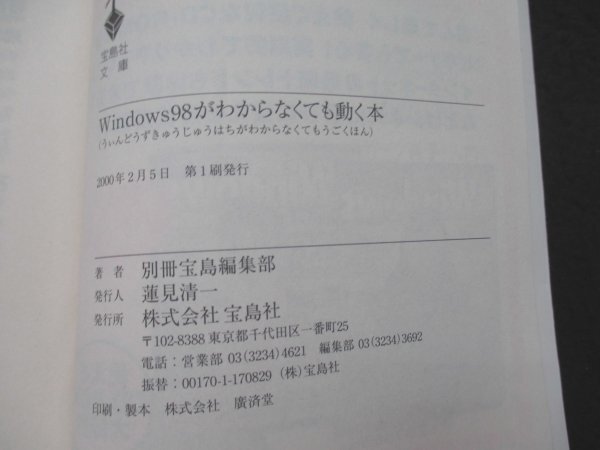 宝島社
文庫
Windows98がわからなくても動く本
(うぃんどうずきゅうじゅうはちがわからなくてもうごくほん)
2000年2月5日 第1刷発行
著者 別冊宝島編集部
発行人 蓮見清一
発行所 株式会社 宝島社
〒102-8388 東京都千代田区一番町25
電話：営業部 03(3234)4621 編集部 03(3234)3692
振替：00170-1-170829 (株)宝島社
印刷・製本 株式会社 廣済堂